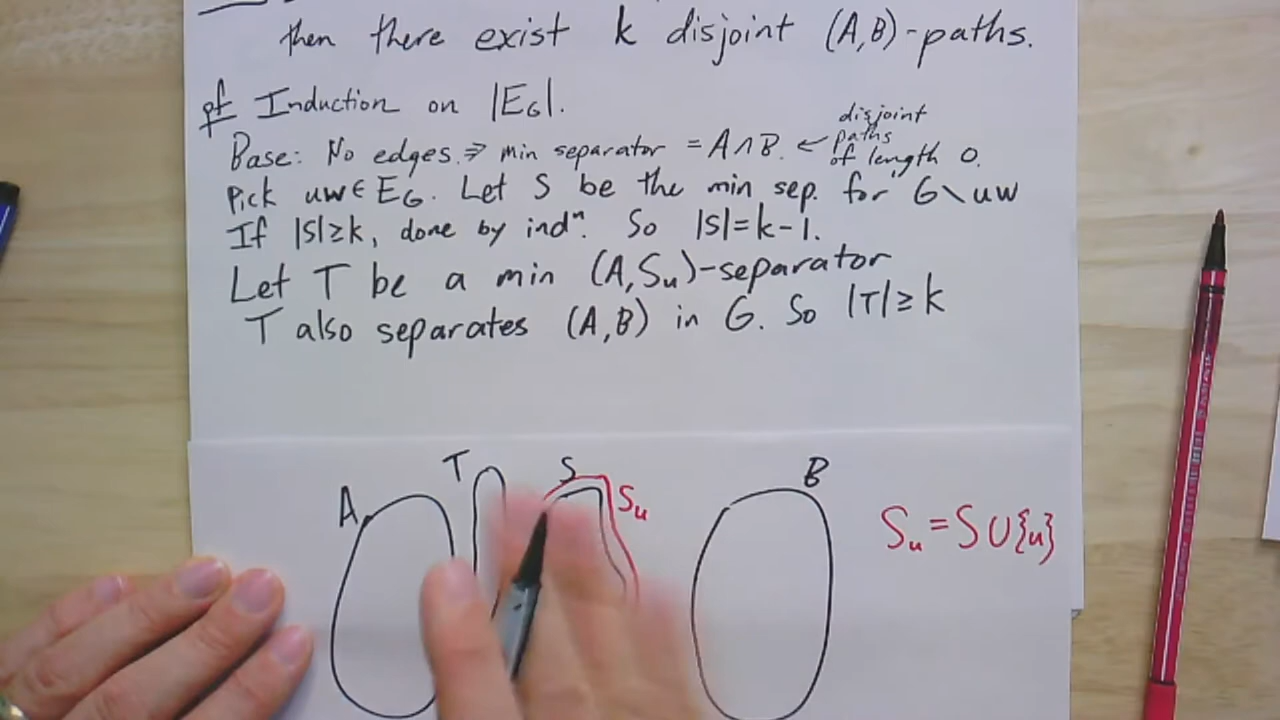 then there exist k disjoint (A,B)-paths.
pf Induction on |E_G|.
Base: No edges. ⇒ min separator = A∩B. ← disjoint paths of length 0.
Pick uw ∈ E_G. Let S be the min sep. for G\uw
If |S|≥k, done by indⁿ. So |S|=k-1.
Let T be a min (A,S_u)-separator
T also separates (A,B) in G. So |T|≥k
A T S S_u B
S_u = S∪{u}